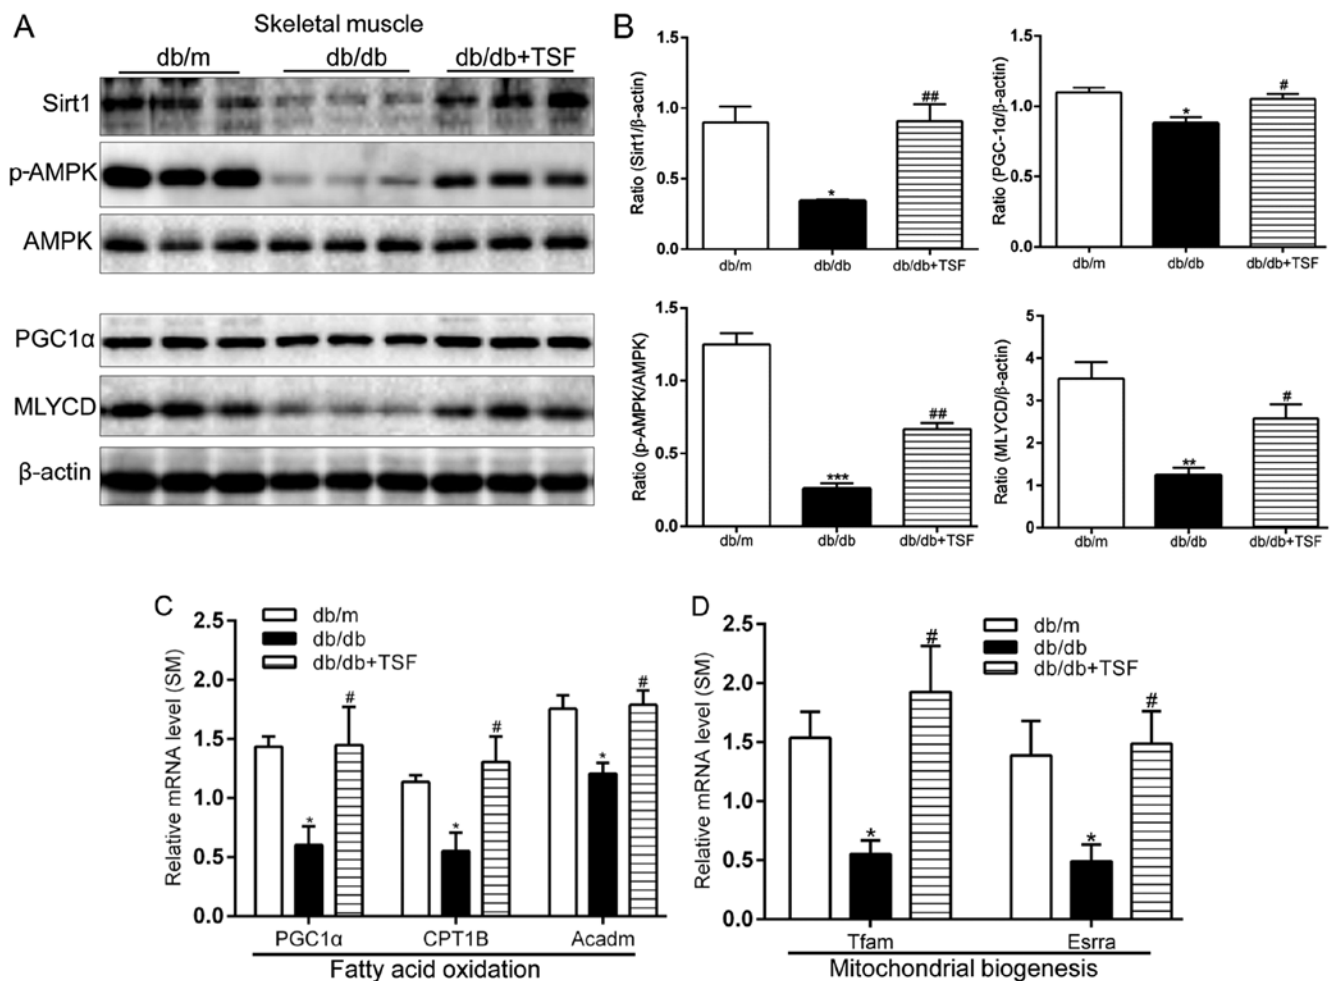 A
Skeletal muscle
db/m db/db db/db+TSF
Sirt1
p-AMPK
AMPK
PGC1α
MLYCD
β-actin
B
Ratio (Sirt1/β-actin)
1.5
1.0
0.5
0.0
*
##
db/m db/db db/db+TSF
Ratio (PGC-1α/β-actin)
1.5
1.0
0.5
0.0
*
#
db/m db/db db/db+TSF
Ratio (p-AMPK/AMPK)
1.5
1.0
0.5
0.0
***
##
db/m db/db db/db+TSF
Ratio (MLYCD/β-actin)
5
4
3
2
1
0
**
#
db/m db/db db/db+TSF
C
db/m
db/db
db/db+TSF
Relative mRNA level (SM)
2.5
2.0
1.5
1.0
0.5
0.0
* # * # * #
PGC1α CPT1B Acadm
Fatty acid oxidation
D
db/m
db/db
db/db+TSF
Relative mRNA level (SM)
2.5
2.0
1.5
1.0
0.5
0.0
* # * #
Tfam Esrra
Mitochondrial biogenesis